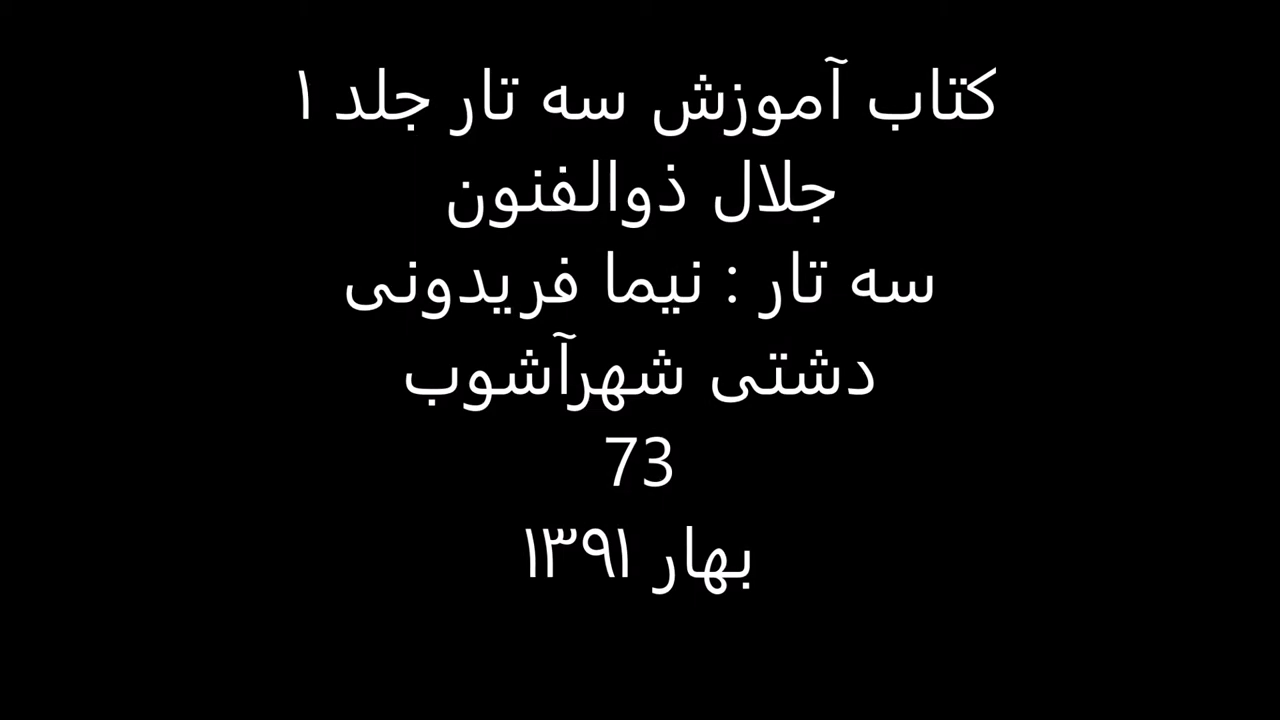 کتاب آموزش سه تار جلد ۱
جلال ذوالفنون
سه تار : نیما فریدونی
دشتی شهرآشوب
73
بهار ۱۳۹۱